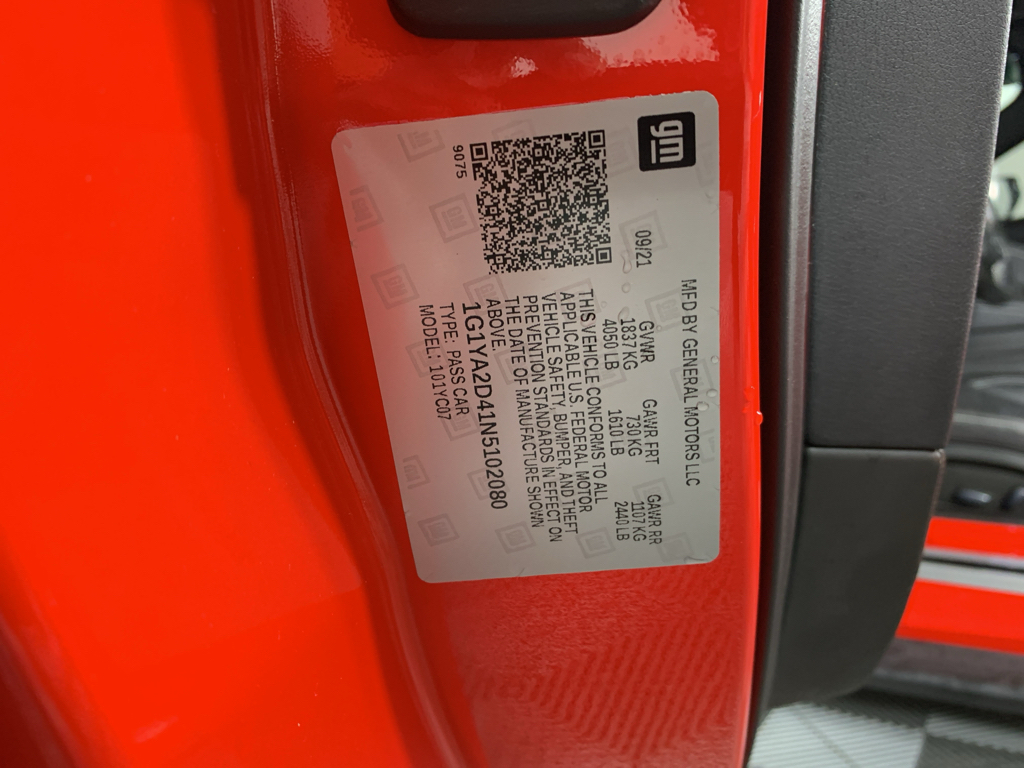 gm
9075
09/21
MFD BY GENERAL MOTORS LLC
GVWR GAWR FRT GAWR RR
1837 KG 730 KG 1107 KG
4050 LB 1610 LB 2440 LB
THIS VEHICLE CONFORMS TO ALL
APPLICABLE U.S. FEDERAL MOTOR
VEHICLE SAFETY, BUMPER, AND THEFT
PREVENTION STANDARDS IN EFFECT ON
THE DATE OF MANUFACTURE SHOWN
ABOVE.
1G1YA2D41N5102080
TYPE: PASS CAR
MODEL: 101YC07